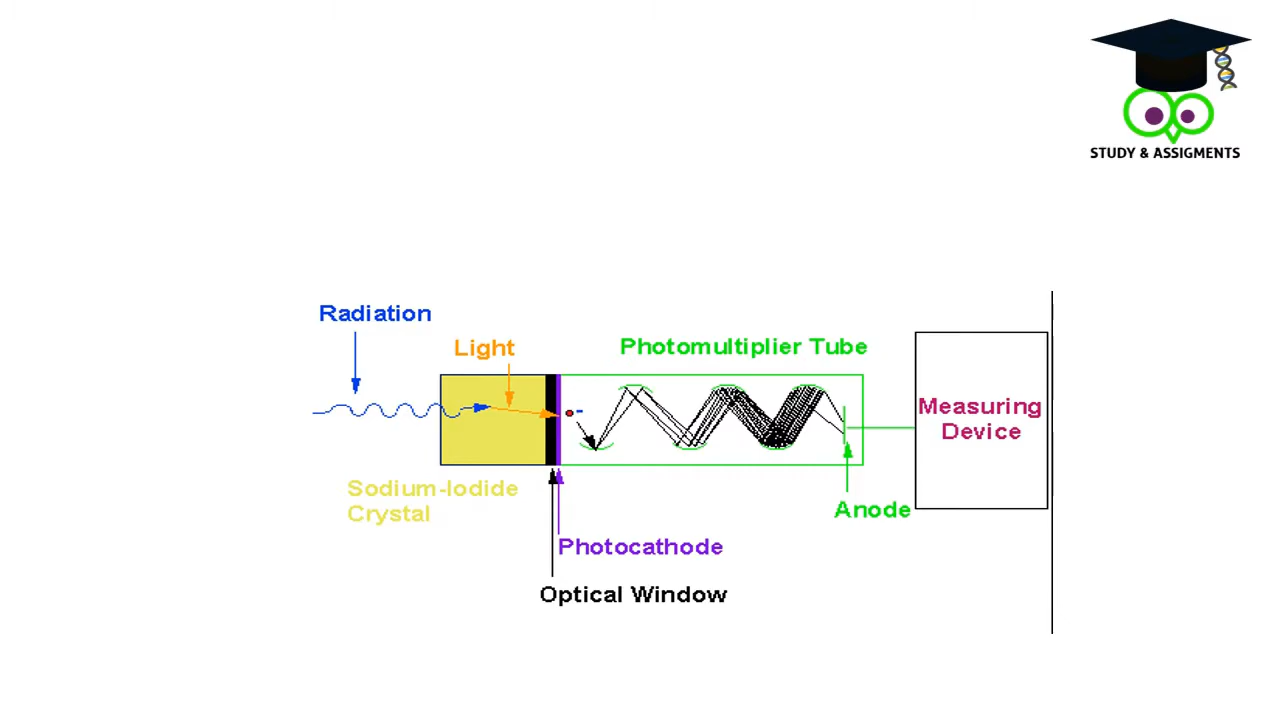 STUDY & ASSIGMENTS
Radiation
Light
Photomultiplier Tube
Measuring
Device
-
Sodium-Iodide
Crystal
Anode
Photocathode
Optical Window